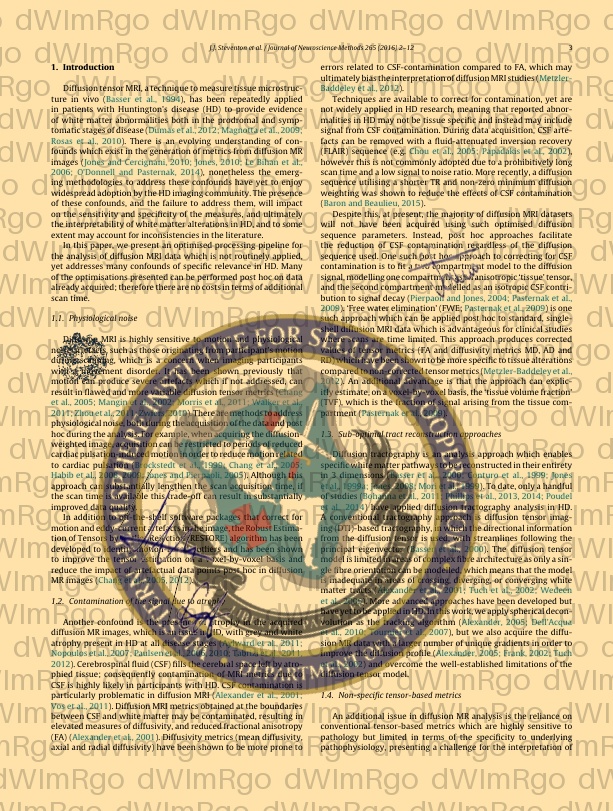 dWImRgo dWImRgo dWImRgo dWImRgo
J.J. Steventon et al. / Journal of Neuroscience Methods 265 (2016) 2–12
3
1. Introduction
Diffusion tensor MRI, a technique to measure tissue microstruc-
ture in vivo (Basser et al., 1994), has been repeatedly applied
in patients with Huntington's disease (HD) to provide evidence
of white matter abnormalities both in the prodromal and symp-
tomatic stages of disease (Dumas et al., 2012; Magnotta et al., 2009;
Rosas et al., 2010). There is an evolving understanding of con-
founds which exist in the generation of metrics from diffusion MR
images (Jones and Cercignani, 2010; Jones, 2010; Le Bihan et al.,
2006; O'Donnell and Pasternak, 2014), nonetheless the emerg-
ing methodologies to address these confounds have yet to enjoy
widespread adoption by the HD imaging community. The presence
of these confounds, and the failure to address them, will impact
on the sensitivity and specificity of the measures, and ultimately
the interpretability of white matter alterations in HD, and to some
extent may account for inconsistencies in the literature.
In this paper, we present an optimised-processing pipeline for
the analysis of diffusion MRI data which is not routinely applied,
yet addresses many confounds of specific relevance in HD. Many
of the optimisations presented can be performed post hoc on data
already acquired; therefore there are no costs in terms of additional
scan time.
1.1. Physiological noise
MRI is highly sensitive to motion and physiological
such as those originating from participant's motion
which is a concern when imaging participants
with movement disorders. It has been shown previously that
motion can produce several artefacts which, if not addressed, can
result in flawed and biased diffusion tensor metrics
et al., 2005; Mangin et al., 2002; Morris et al., 2011; Walker et al.,
2011; Zhou et al., 2011; 2009). There are methods to address
physiological noise both during the acquisition of the data and post
hoc during the analysis. For example, when during the diffusion-
weighted image, acquisition can be restricted to periods of reduced
cardiac pulsation induced motion in order to reduce motion related
to cardiac pulsation 1999; Chang et al., 2005;
Habib et al., Jones and Pierpaoli, 2005). Although this
approach can substantially lengthen the scan acquisition time, if
the scan time is available this trade-off can result in substantially
improved data quality.
In addition to off-the-shelf software packages to correct for
motion and eddy current artefacts in the image, the Robust Estima-
tion of Tensors by Outlier Rejection (RESTORE) algorithm has been
developed to identify motion outliers and has been shown
to improve the tensor estimation on a voxel-by-voxel basis and
reduce the impact of artefactual data points post hoc in diffusion
MR images (Chang et al., 2005, 2012).
1.2. Contamination of the signal due to atrophy
Another confound is the impact of atrophy in the acquired
diffusion MR images, which is an issue in HD, with grey and white
atrophy present in HD at all disease stages (Aylward et al., 2011;
Nopoulos et al., 2007; Paulsen et al., 2006, 2010; Tabrizi et al., 2011,
2012). Cerebrospinal fluid (CSF) fills the cerebral space left by atro-
phied tissue; consequently contamination of MRI signal from the
CSF is highly likely in participants with HD. CSF contamination is
particularly problematic in diffusion MRI (Alexander et al., 2001;
Vos et al., 2011). Diffusion MRI metrics obtained at the boundaries
between CSF and white matter may be contaminated, resulting in
elevated measures of diffusivity, and reduced fractional anisotropy
(FA) (Alexander et al., 2001). Diffusivity metrics (mean diffusivity,
axial and radial diffusivity) have been shown to be more prone to
errors related to CSF-contamination compared to FA, which may
ultimately bias the interpretation of diffusion MRI studies (Metzler-
Baddeley et al., 2012).
Techniques are available to correct for contamination, yet are
not widely applied in HD research, meaning that reported abnor-
malities in HD may not be tissue specific and instead may include
signal from CSF contamination. During data acquisition, CSF arte-
facts can be removed with a fluid-attenuated inversion recovery
(FLAIR) sequence (e.g. Chou et al., 2005; Papadakis et al., 2002),
however this is not commonly adopted due to a prohibitively long
scan time and a low signal to noise ratio. More recently, a diffusion
sequence utilising a shorter TR and non-zero minimum diffusion
weighting was shown to reduce the effects of CSF contamination
(Baron and Beaulieu, 2015).
Despite this, at present, the majority of diffusion MRI datasets
will not have been acquired using such optimised diffusion
sequence parameters. Instead, post hoc approaches facilitate
the reduction of CSF contamination regardless of the diffusion
sequence used. One such post hoc approach to correcting for CSF
contamination is to fit a two compartment model to the diffusion
signal, modelling one compartment as anisotropic 'tissue' tensor,
and the second compartment modelled as an isotropic CSF contri-
bution to signal decay (Pierpaoli and Jones, 2004; Pasternak et al.,
2009); 'Free water elimination' (FWE; Pasternak et al., 2009) is one
such approach which can be applied post hoc to standard, single-
shell diffusion MRI data which is advantageous for clinical studies
where scan time limited. This approach produces corrected
values of metrics (FA and diffusivity metrics MD, AD and
RD) which have been shown to be more specific to tissue alterations
compared to tensor metrics (Metzler-Baddeley et al.,
2012). An additional advantage is that the approach can explic-
itly estimate, on a voxel-by-voxel basis, the 'tissue volume fraction'
(TVF), which is the fraction of signal arising from the tissue com-
partment (Pasternak et al., 2009).
1.3. Sub-optimal tract reconstruction approaches
Diffusion tractography is an approach which enables
specific white matter pathways to be reconstructed in their entirety
in 3 dimensions (Basser et al., 2000; Conturo et al., 1999; Jones
et al., 1999; Mori et al., 1999). To date, only a handful
of studies (Bohanna et al., 2011; Phillips et al., 2013, 2014; Poudel
et al., 2014) have applied diffusion tractography analysis in HD.
A conventional tractography approach is diffusion tensor imag-
ing (DTI)-based tractography, in which the directional information
from the diffusion tensor is used, with streamlines following the
principal eigenvector (Basser et al., 2000). The diffusion tensor
model is limited in areas of complex fibre architecture as only a sin-
gle fibre orientation can be modelled, which means that the model
is inadequate in areas of crossing, diverging, or converging white
matter tracts (Alexander et al., 2001; Tuch et al., 2002; Wedeen
et al., More advanced approaches have been developed but
have yet to be applied in HD. In this work, we apply spherical decon-
volution as the tracking algorithm (Alexander, 2005; Dell'Acqua
et al., 2010; Tournier et al., 2007), but we also acquire the diffu-
sion MRI data with a larger number of unique gradients in order to
improve the diffusion profile (Alexander, 2005; Frank, 2002; Tuch
et al., 2002) and overcome the well-established limitations of the
diffusion tensor model.
1.4. Non-specific tensor-based metrics
An additional issue in diffusion MR analysis is the reliance on
conventional tensor-based metrics which are highly sensitive to
pathology but limited in terms of the specificity to underlying
pathophysiology, presenting a challenge for the interpretation of